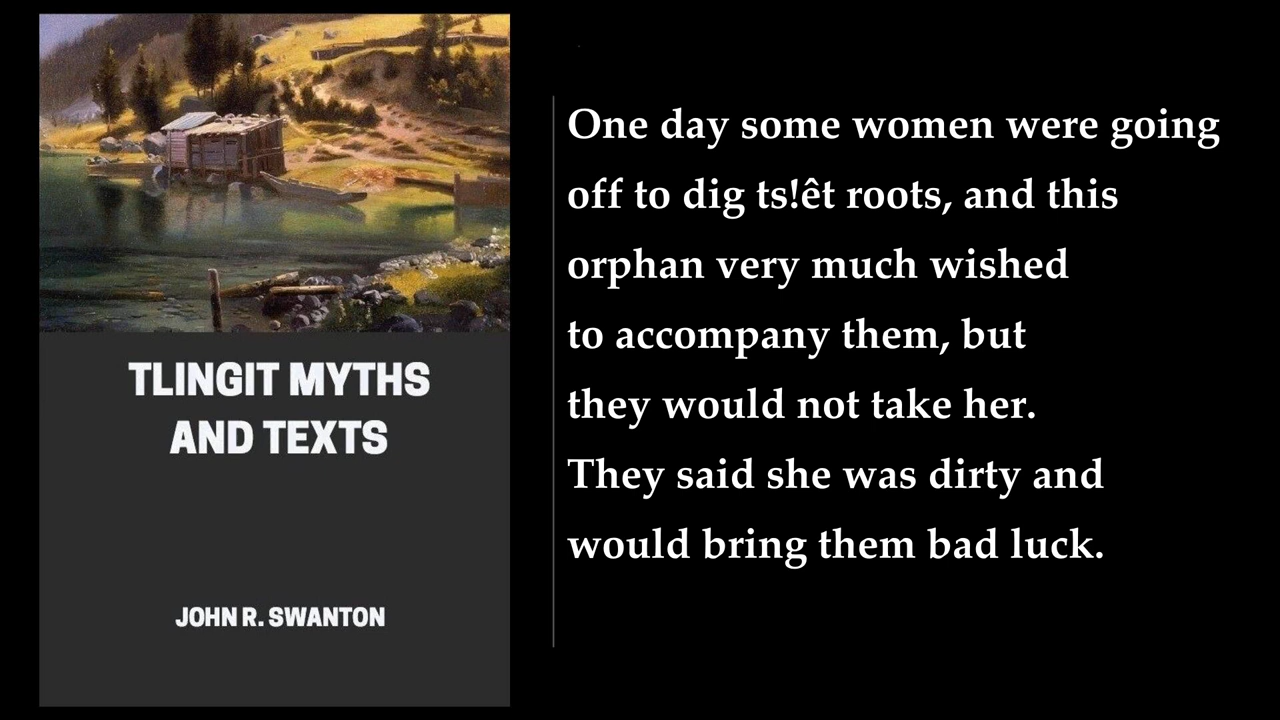 TLINGIT MYTHS
AND TEXTS
JOHN R. SWANTON
One day some women were going
off to dig ts!êt roots, and this
orphan very much wished
to accompany them, but
they would not take her.
They said she was dirty and
would bring them bad luck.